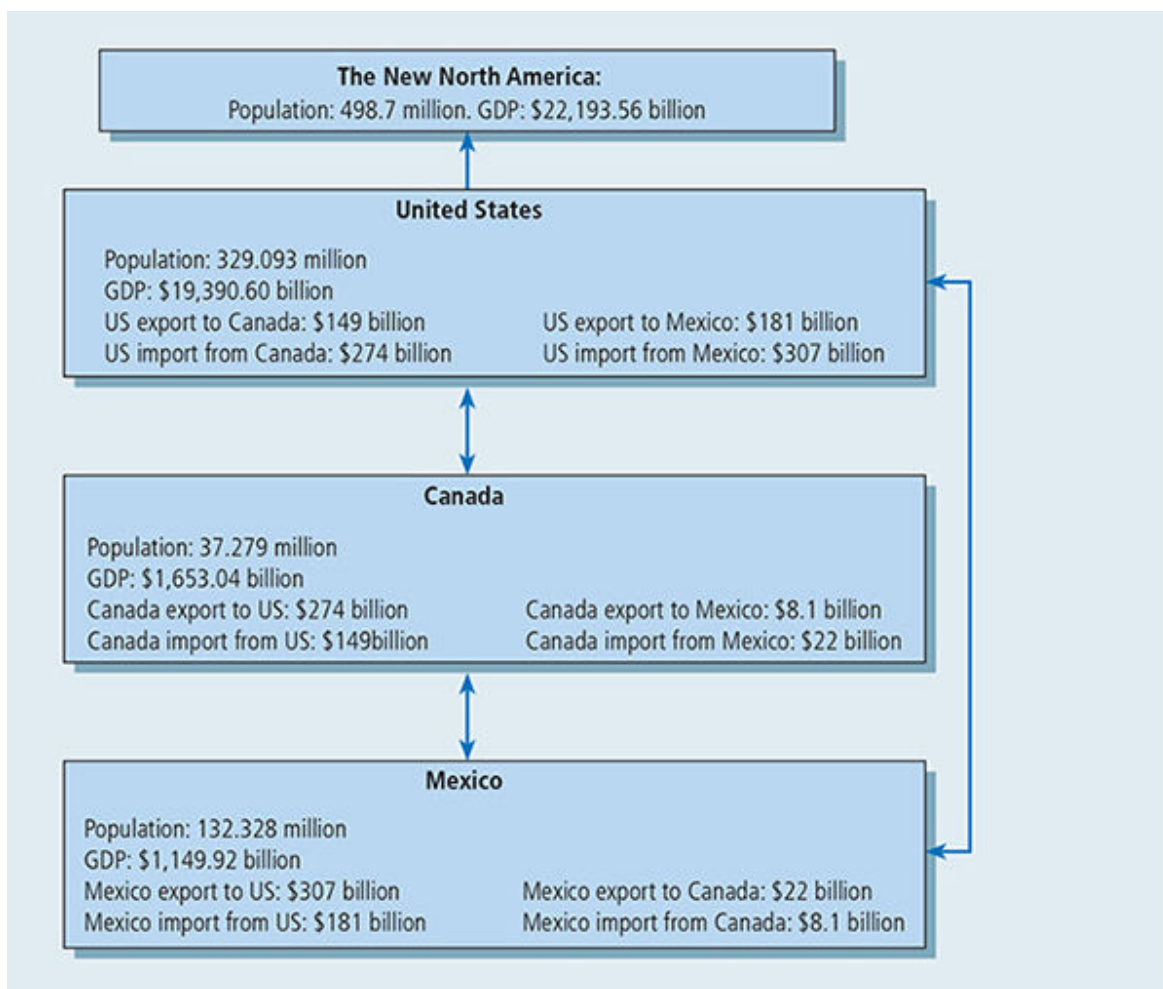 The New North America:
Population: 498.7 million. GDP: $22,193.56 billion
United States
Population: 329.093 million
GDP: $19,390.60 billion
US export to Canada: $149 billion
US export to Mexico: $181 billion
US import from Canada: $274 billion
US import from Mexico: $307 billion
Canada
Population: 37.279 million
GDP: $1,653.04 billion
Canada export to US: $274 billion
Canada export to Mexico: $8.1 billion
Canada import from US: $149billion
Canada import from Mexico: $22 billion
Mexico
Population: 132.328 million
GDP: $1,149.92 billion
Mexico export to US: $307 billion
Mexico export to Canada: $22 billion
Mexico import from US: $181 billion
Mexico import from Canada: $8.1 billion